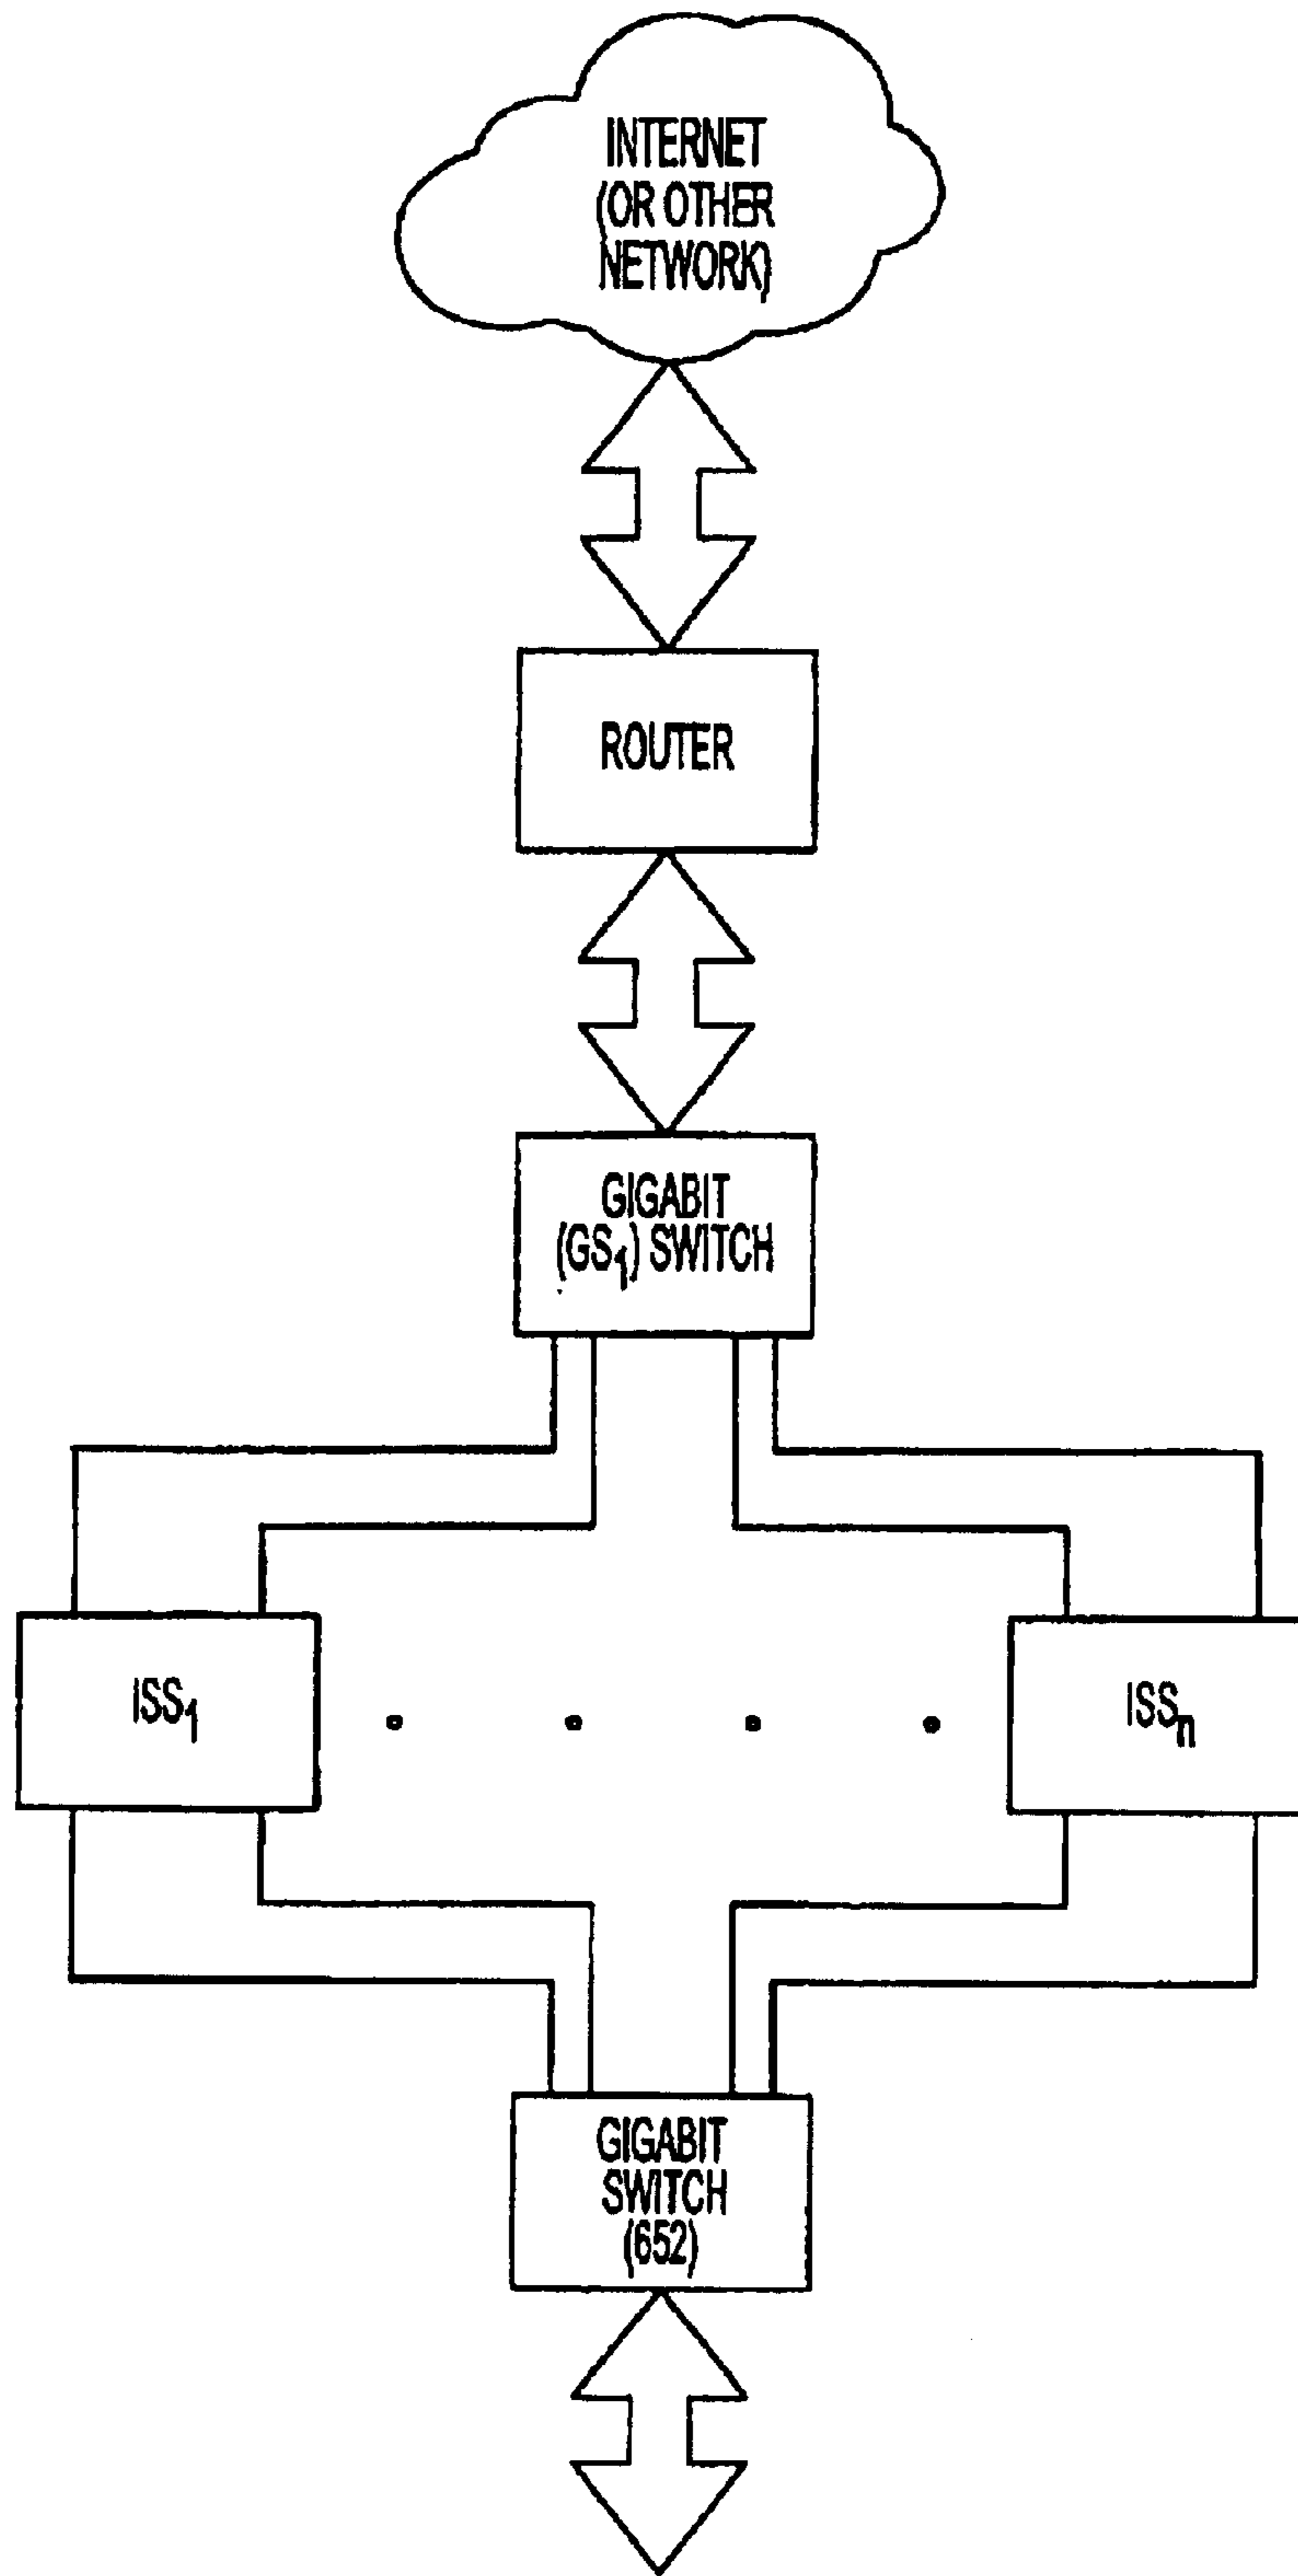 INTERNET
(OR OTHER
NETWORK)
ROUTER
GIGABIT
(GS₁) SWITCH
ISS₁
ISSₙ
GIGABIT
SWITCH
(652)